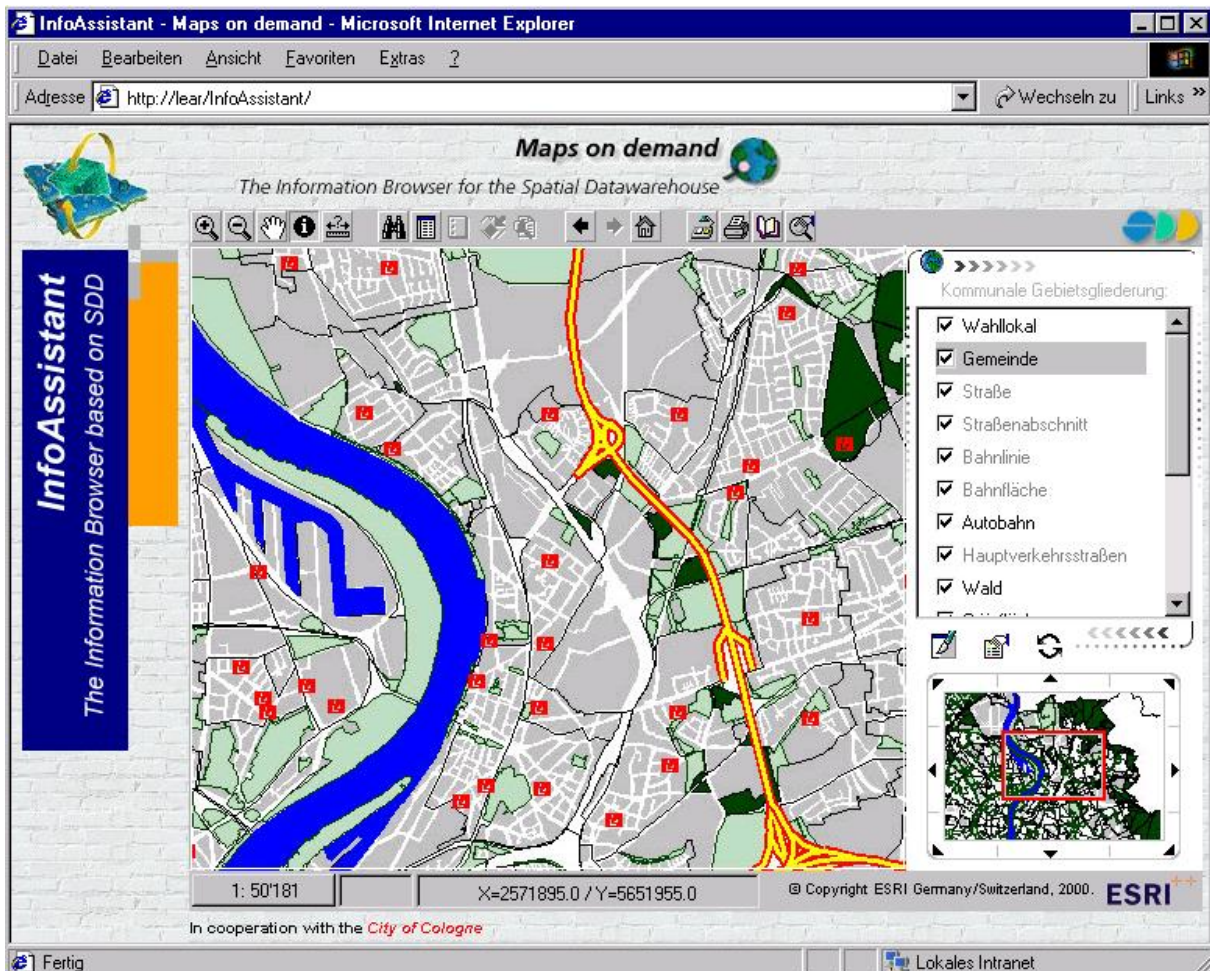 InfoAssistant - Maps on demand - Microsoft Internet Explorer
Datei Bearbeiten Ansicht Favoriten Extras ?
Adresse http://lear/InfoAssistant/ Wechseln zu Links »
Maps on demand
The Information Browser for the Spatial Datawarehouse
InfoAssistant
The Information Browser based on SDD
Kommunale Gebietsgliederung:
Wahllokal
Gemeinde
Straße
Straßenabschnitt
Bahnlinie
Bahnfläche
Autobahn
Hauptverkehrsstraßen
Wald
1: 50'181 X=2571895.0 / Y=5651955.0 © Copyright ESRI Germany/Switzerland, 2000. ESRI++
In cooperation with the City of Cologne
Fertig Lokales Intranet